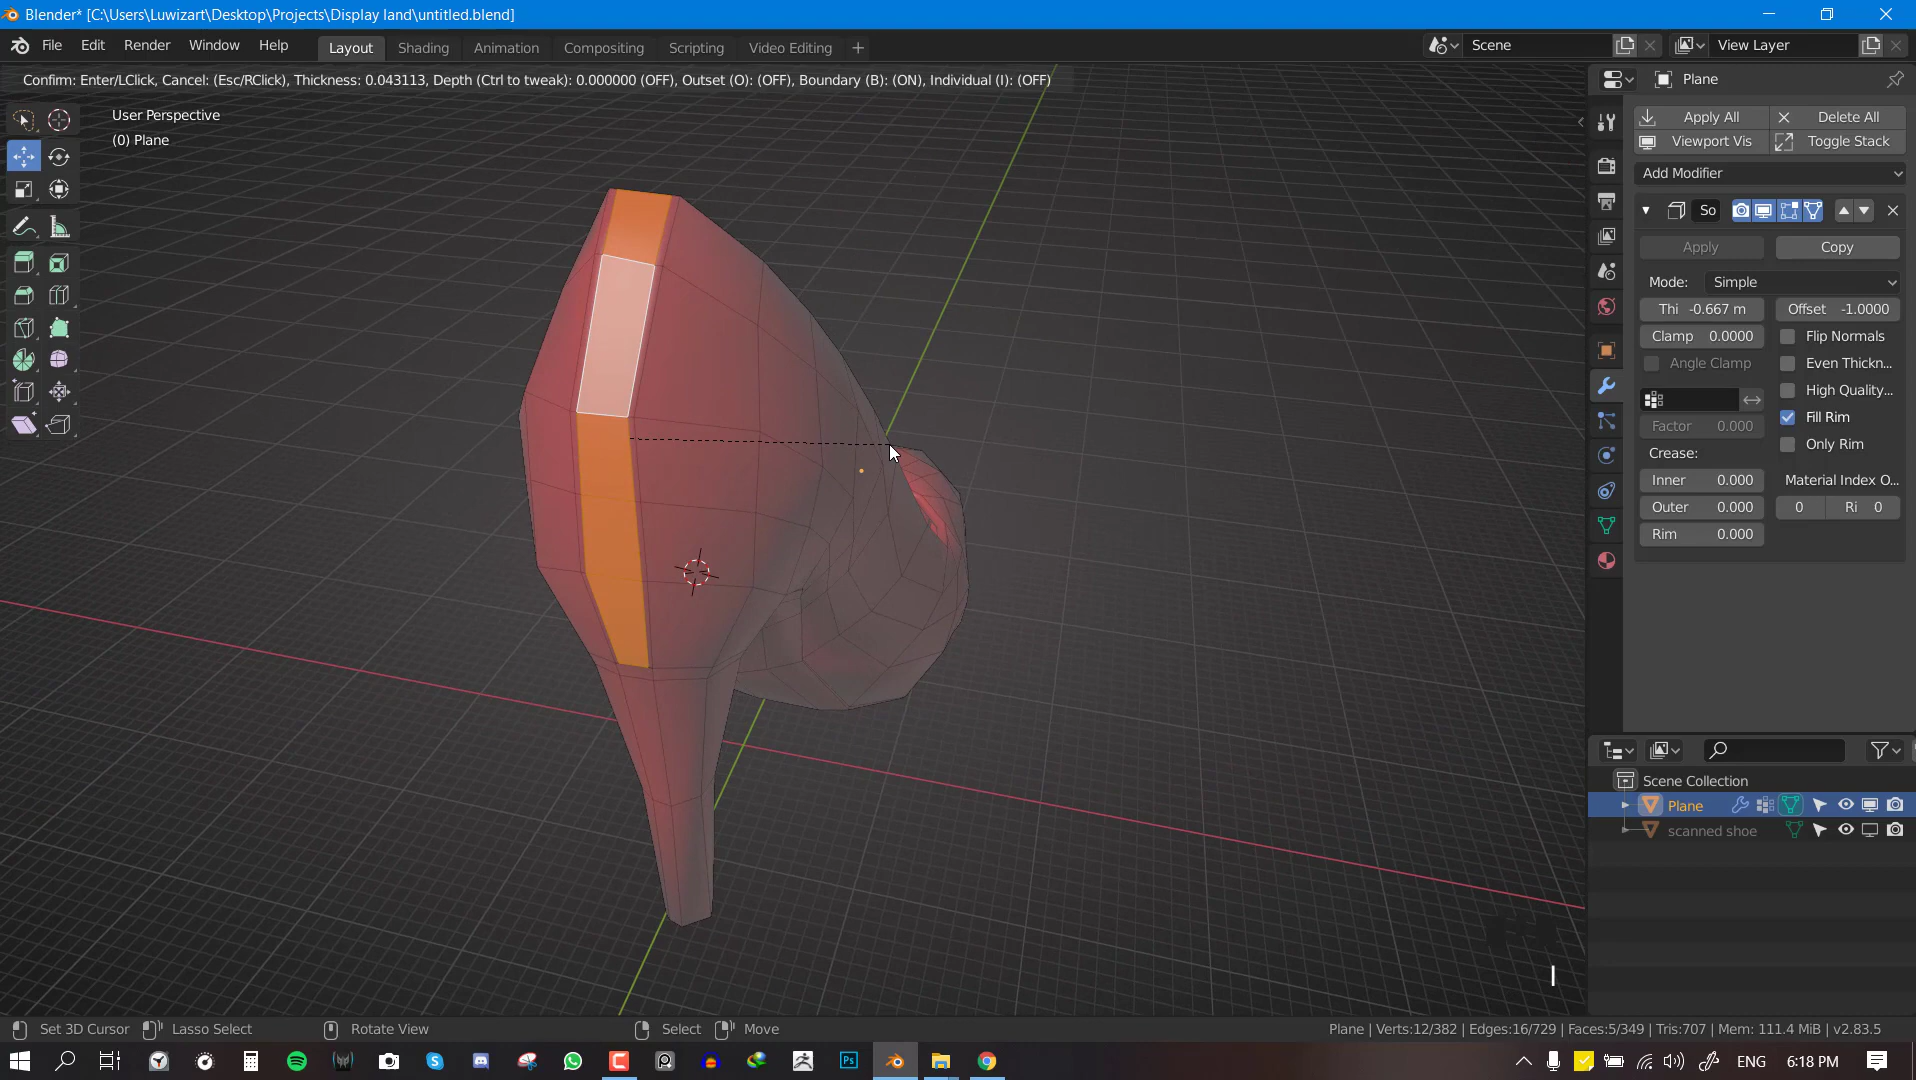 Blender* [C:\Users\Luwizart\Desktop\Projects\Display land\untitled.blend]
File Edit Render Window Help Layout Shading Animation Compositing Scripting Video Editing + Scene View Layer
Confirm: Enter/LClick, Cancel: (Esc/RClick), Thickness: 0.043113, Depth (Ctrl to tweak): 0.000000 (OFF), Outset (O): (OFF), Boundary (B): (ON), Individual (I): (OFF)
Plane
User Perspective
(0) Plane
Apply All Delete All
Viewport Vis Toggle Stack
Add Modifier
So
Apply Copy
Mode: Simple
Thi -0.667 m Offset -1.0000
Clamp 0.0000 Flip Normals
Angle Clamp Even Thickn...
High Quality...
Fill Rim
Factor 0.000 Only Rim
Crease:
Inner 0.000 Material Index O...
Outer 0.000 0 Ri 0
Rim 0.000
Scene Collection
Plane
scanned shoe
I
Set 3D Cursor Lasso Select Rotate View Select Move Plane | Verts:12/382 | Edges:16/729 | Faces:5/349 | Tris:707 | Mem: 111.4 MiB | v2.83.5
Ps ENG 6:18 PM